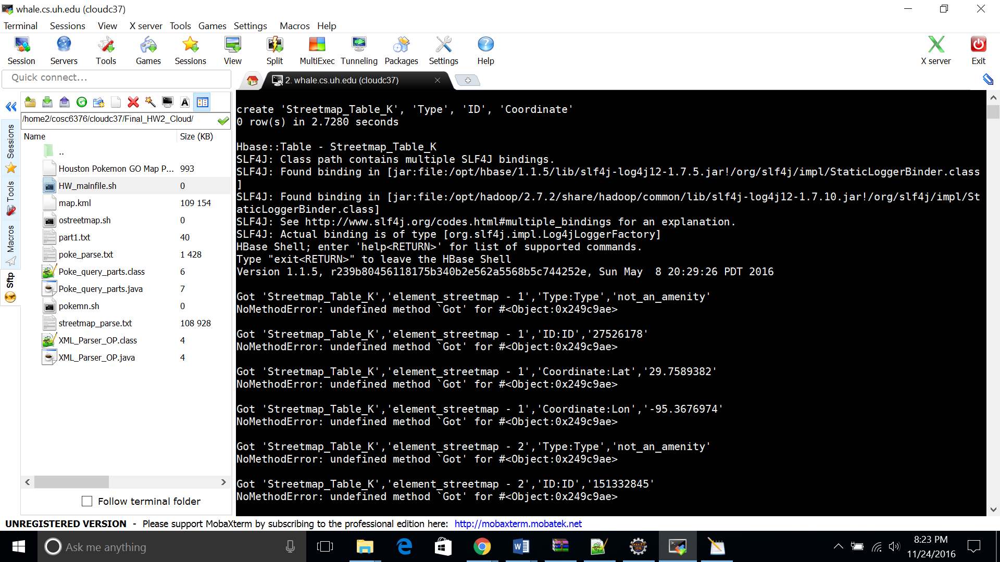 whale.cs.uh.edu (cloudc37)
Terminal Sessions View X server Tools Games Settings Macros Help
Session Servers Tools Games Sessions View Split MultiExec Tunneling Packages Settings Help X server Exit
Quick connect...
2. whale.cs.uh.edu (cloudc37)
Sessions
Tools
Macros
Sftp
/home2/cosc6376/cloudc37/Final_HW2_Cloud/
Name Size (KB)
..
Houston Pokemon GO Map P... 993
HW_mainfile.sh 0
map.kml 109 154
ostreetmap.sh 0
part1.txt 40
poke_parse.txt 1 428
Poke_query_parts.class 6
Poke_query_parts.java 7
pokemn.sh 0
streetmap_parse.txt 108 928
XML_Parser_OP.class 4
XML_Parser_OP.java 4
Follow terminal folder
create 'Streetmap_Table_K', 'Type', 'ID', 'Coordinate'
0 row(s) in 2.7280 seconds
Hbase::Table - Streetmap_Table_K
SLF4J: Class path contains multiple SLF4J bindings.
SLF4J: Found binding in [jar:file:/opt/hbase/1.1.5/lib/slf4j-log4j12-1.7.5.jar!/org/slf4j/impl/StaticLoggerBinder.class
]
SLF4J: Found binding in [jar:file:/opt/hadoop/2.7.2/share/hadoop/common/lib/slf4j-log4j12-1.7.10.jar!/org/slf4j/impl/St
aticLoggerBinder.class]
SLF4J: See http://www.slf4j.org/codes.html#multiple_bindings for an explanation.
SLF4J: Actual binding is of type [org.slf4j.impl.Log4jLoggerFactory]
HBase Shell; enter 'help<RETURN>' for list of supported commands.
Type "exit<RETURN>" to leave the HBase Shell
Version 1.1.5, r239b80456118175b340b2e562a5568b5c744252e, Sun May  8 20:29:26 PDT 2016
Got 'Streetmap_Table_K','element_streetmap - 1','Type:Type','not_an_amenity'
NoMethodError: undefined method `Got' for #<Object:0x249c9ae>
Got 'Streetmap_Table_K','element_streetmap - 1','ID:ID','27526178'
NoMethodError: undefined method `Got' for #<Object:0x249c9ae>
Got 'Streetmap_Table_K','element_streetmap - 1','Coordinate:Lat','29.7589382'
NoMethodError: undefined method `Got' for #<Object:0x249c9ae>
Got 'Streetmap_Table_K','element_streetmap - 1','Coordinate:Lon','-95.3676974'
NoMethodError: undefined method `Got' for #<Object:0x249c9ae>
Got 'Streetmap_Table_K','element_streetmap - 2','Type:Type','not_an_amenity'
NoMethodError: undefined method `Got' for #<Object:0x249c9ae>
Got 'Streetmap_Table_K','element_streetmap - 2','ID:ID','151332845'
NoMethodError: undefined method `Got' for #<Object:0x249c9ae>
UNREGISTERED VERSION - Please support MobaXterm by subscribing to the professional edition here: http://mobaxterm.mobatek.net
Ask me anything
8:23 PM
11/24/2016